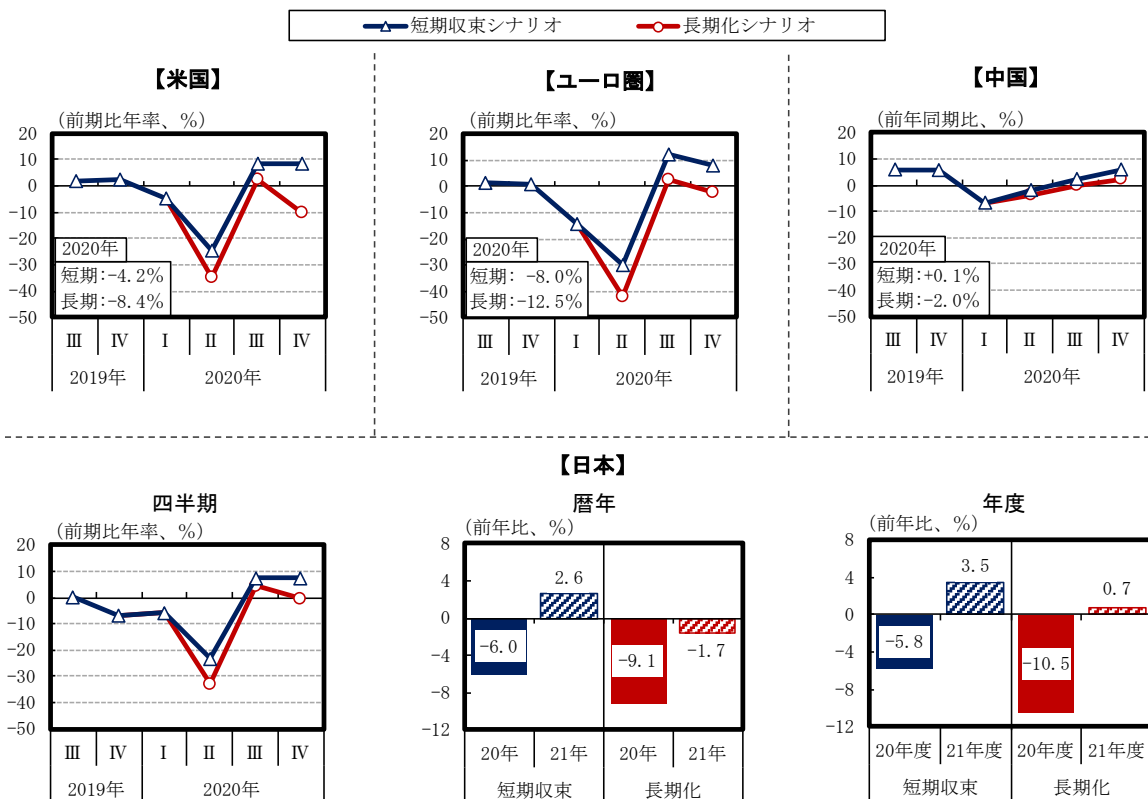 短期収束シナリオ 長期化シナリオ
【米国】
(前期比年率、%)
20
10
0
-10
-20
-30
-40
-50
2020年
短期:-4.2%
長期:-8.4%
Ⅲ Ⅳ Ⅰ Ⅱ Ⅲ Ⅳ
2019年 2020年
【ユーロ圏】
(前期比年率、%)
20
10
0
-10
-20
-30
-40
-50
2020年
短期: -8.0%
長期:-12.5%
Ⅲ Ⅳ Ⅰ Ⅱ Ⅲ Ⅳ
2019年 2020年
【中国】
(前年同期比、%)
20
10
0
-10
-20
-30
-40
-50
2020年
短期:+0.1%
長期:-2.0%
Ⅲ Ⅳ Ⅰ Ⅱ Ⅲ Ⅳ
2019年 2020年
【日本】
四半期
(前期比年率、%)
20
10
0
-10
-20
-30
-40
-50
Ⅲ Ⅳ Ⅰ Ⅱ Ⅲ Ⅳ
2019年 2020年
暦年
(前年比、%)
8
4
0
-4
-8
-12
-6.0
2.6
-9.1
-1.7
20年 21年 20年 21年
短期収束 長期化
年度
(前年比、%)
8
4
0
-4
-8
-12
-5.8
3.5
-10.5
0.7
20年度 21年度 20年度 21年度
短期収束 長期化